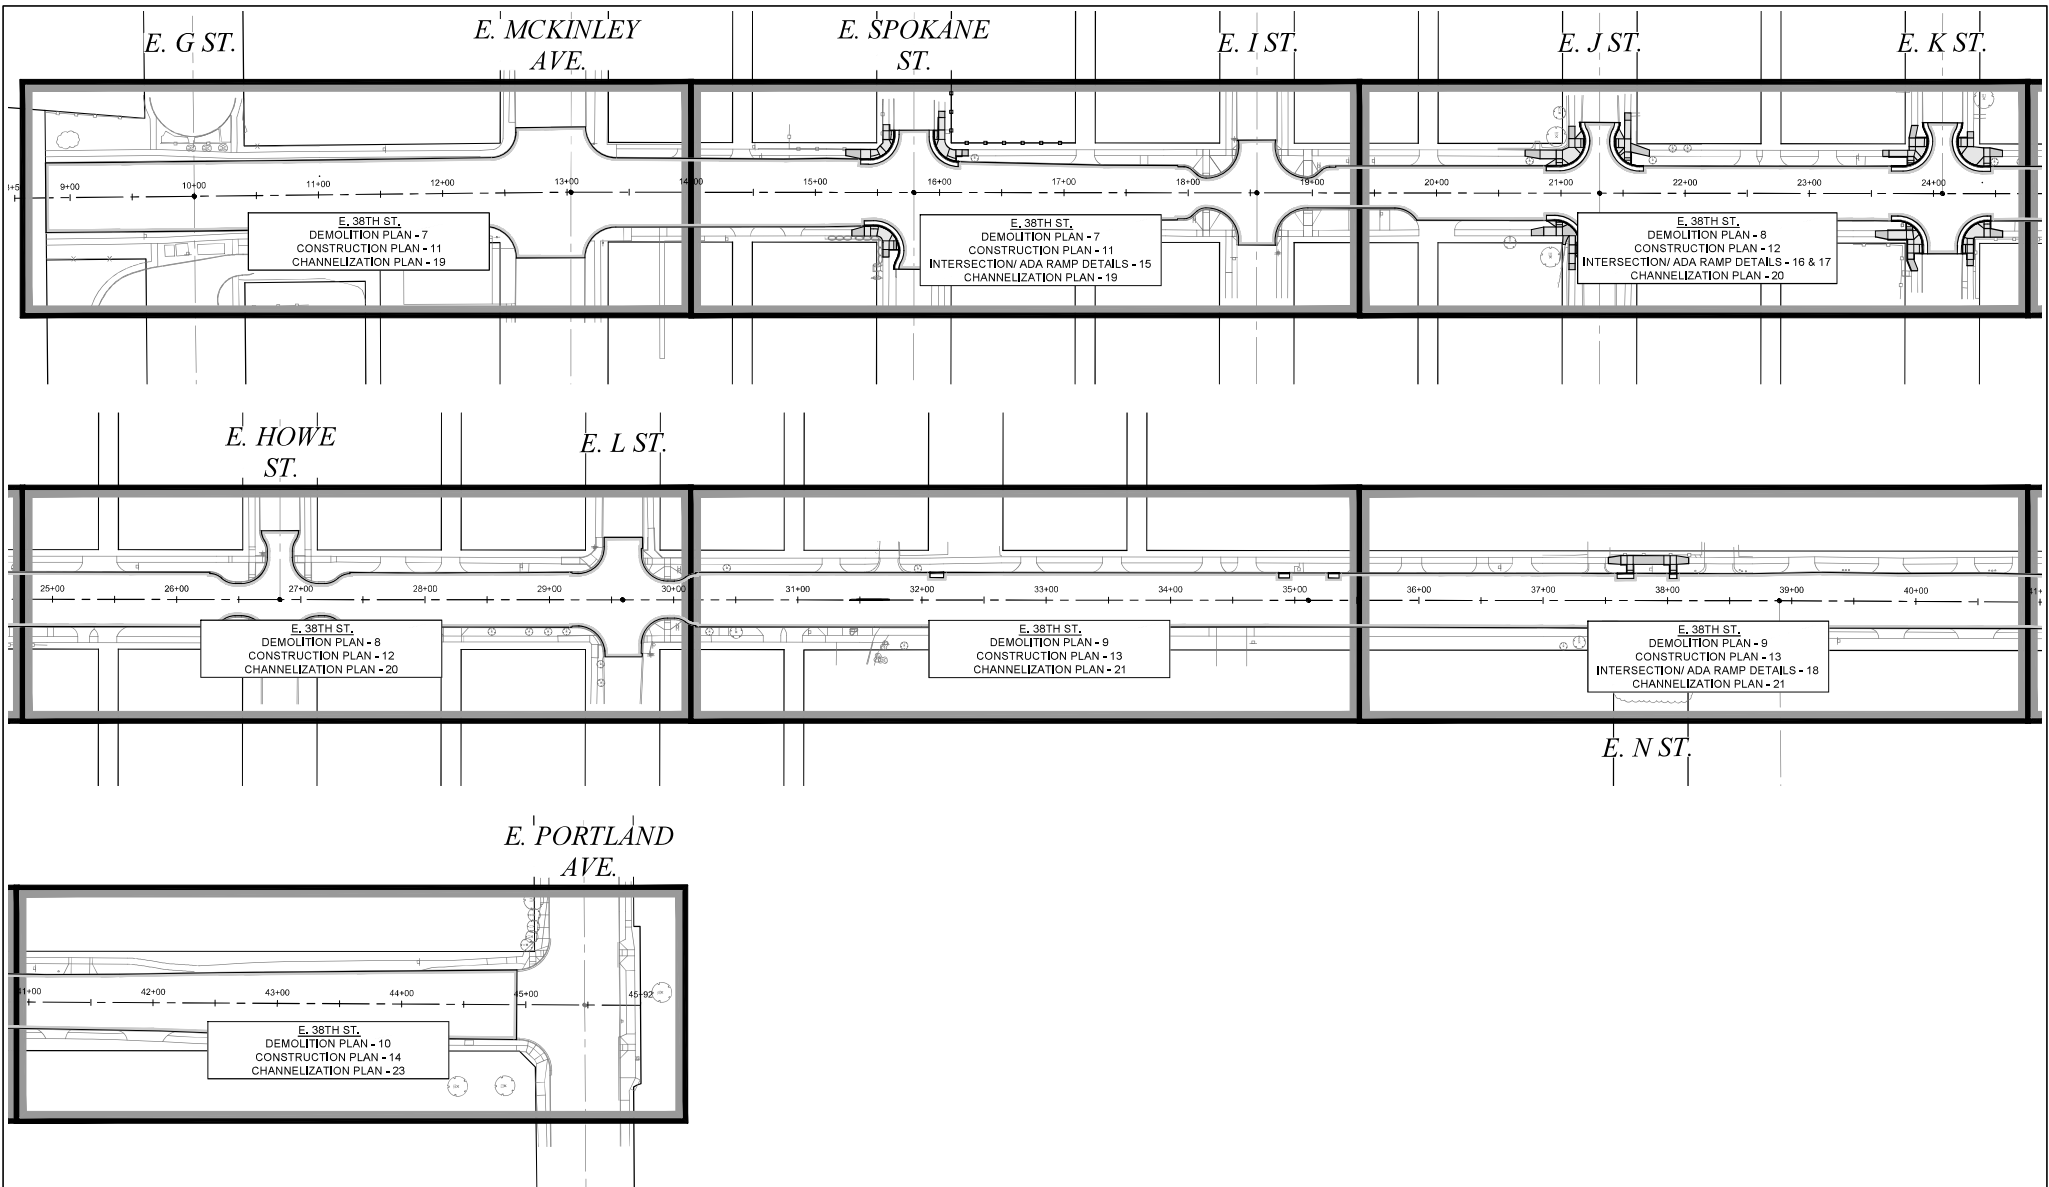 E. G ST.
E. MCKINLEY
AVE.
E. SPOKANE
ST.
E. I ST.
E. J ST.
E. K ST.
9+00
10+00
11+00
12+00
13+00
14+00
15+00
16+00
17+00
18+00
19+00
20+00
21+00
22+00
23+00
24+00
E. 38TH ST.
DEMOLITION PLAN - 7
CONSTRUCTION PLAN - 11
CHANNELIZATION PLAN - 19
E. 38TH ST.
DEMOLITION PLAN - 7
CONSTRUCTION PLAN - 11
INTERSECTION/ ADA RAMP DETAILS - 15
CHANNELIZATION PLAN - 19
E. 38TH ST.
DEMOLITION PLAN - 8
CONSTRUCTION PLAN - 12
INTERSECTION/ ADA RAMP DETAILS - 16 & 17
CHANNELIZATION PLAN - 20
E. HOWE
ST.
E. L ST.
25+00
26+00
27+00
28+00
29+00
30+00
31+00
32+00
33+00
34+00
35+00
36+00
37+00
38+00
39+00
40+00
E. 38TH ST.
DEMOLITION PLAN - 8
CONSTRUCTION PLAN - 12
CHANNELIZATION PLAN - 20
E. 38TH ST.
DEMOLITION PLAN - 9
CONSTRUCTION PLAN - 13
CHANNELIZATION PLAN - 21
E. 38TH ST.
DEMOLITION PLAN - 9
CONSTRUCTION PLAN - 13
INTERSECTION/ ADA RAMP DETAILS - 18
CHANNELIZATION PLAN - 21
E. N ST.
E. PORTLAND
AVE.
41+00
42+00
43+00
44+00
45+00
45+92
E. 38TH ST.
DEMOLITION PLAN - 10
CONSTRUCTION PLAN - 14
CHANNELIZATION PLAN - 23